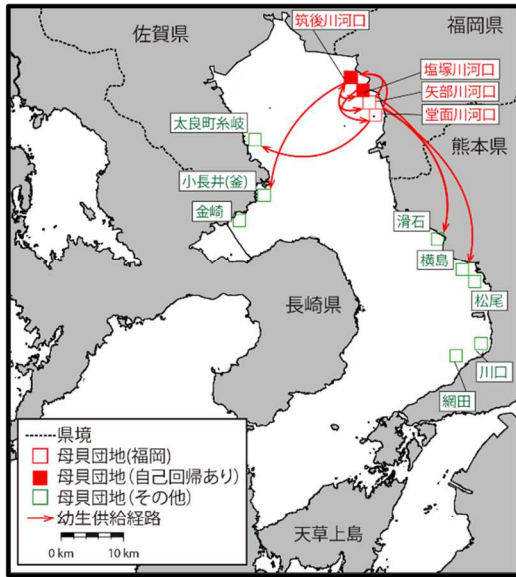 佐賀県
筑後川河口
福岡県
塩塚川河口
矢部川河口
堂面川河口
太良町糸岐
熊本県
小長井(釜)
金崎
滑石
横島
長崎県
松尾
川口
網田
県境
母貝団地(福岡)
母貝団地(自己回帰あり)
母貝団地(その他)
幼生供給経路
0 km 10 km
天草上島